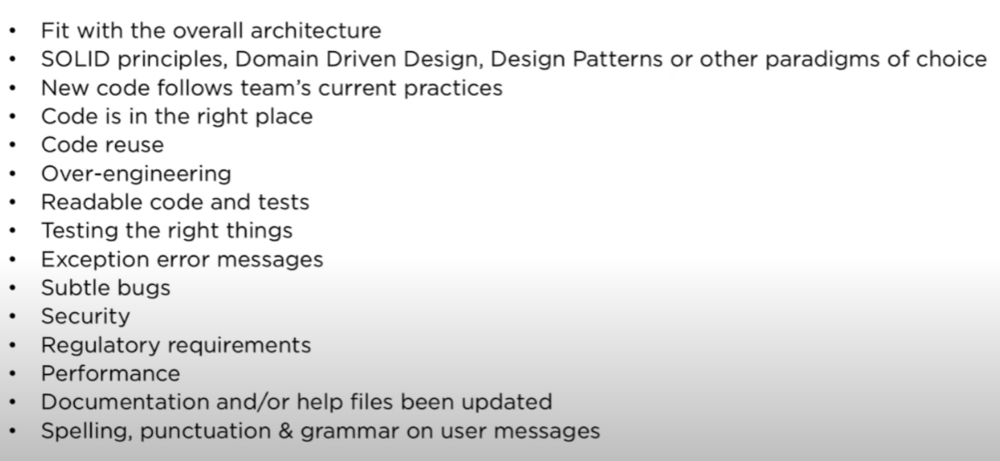 • Fit with the overall architecture
• SOLID principles, Domain Driven Design, Design Patterns or other paradigms of choice
• New code follows team’s current practices
• Code is in the right place
• Code reuse
• Over-engineering
• Readable code and tests
• Testing the right things
• Exception error messages
• Subtle bugs
• Security
• Regulatory requirements
• Performance
• Documentation and/or help files been updated
• Spelling, punctuation & grammar on user messages